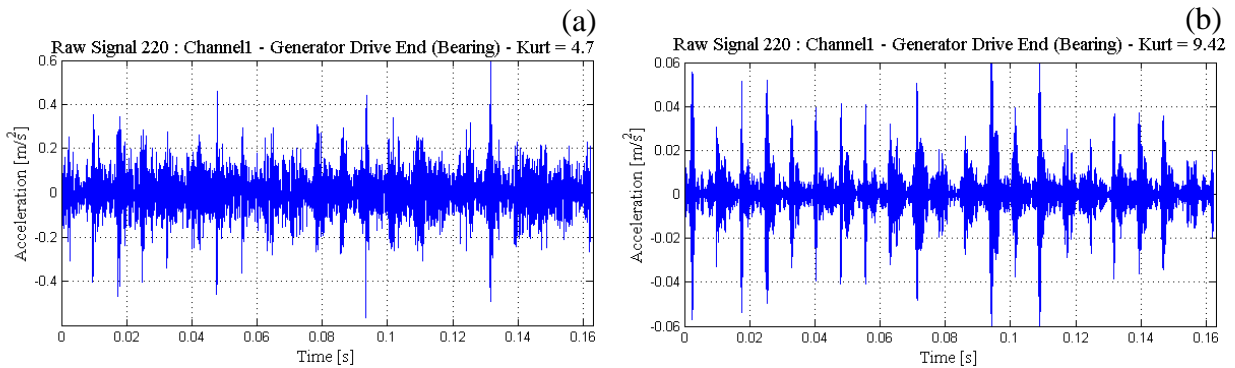 (a)
Raw Signal 220 : Channel1 - Generator Drive End (Bearing) - Kurt = 4.7
0.6
0.4
0.2
0
-0.2
-0.4
Acceleration [m/s²]
0 0.02 0.04 0.06 0.08 0.1 0.12 0.14 0.16
Time [s]
(b)
Raw Signal 220 : Channel1 - Generator Drive End (Bearing) - Kurt = 9.42
0.06
0.04
0.02
0
-0.02
-0.04
-0.06
Acceleration [m/s²]
0 0.02 0.04 0.06 0.08 0.1 0.12 0.14 0.16
Time [s]